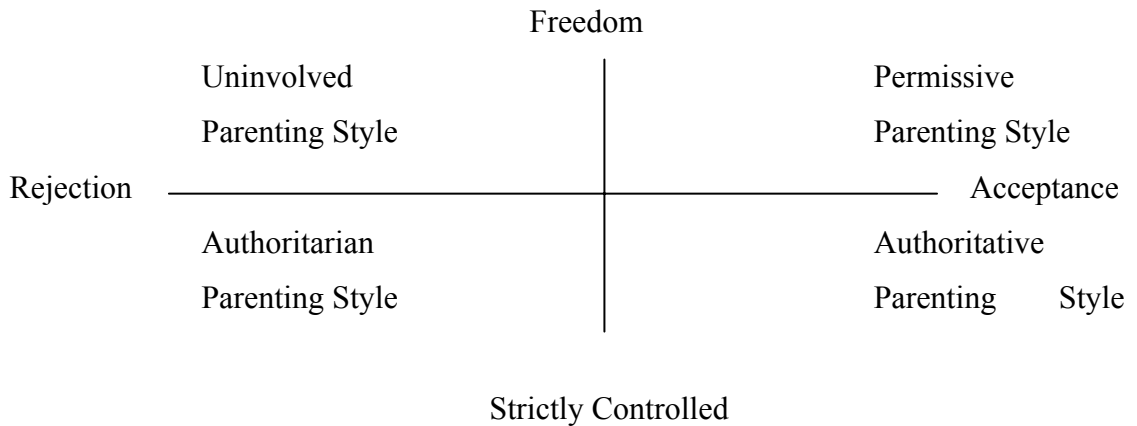 Freedom
Uninvolved
Parenting Style
Permissive
Parenting Style
Rejection
Acceptance
Authoritarian
Parenting Style
Authoritative
Parenting Style
Strictly Controlled